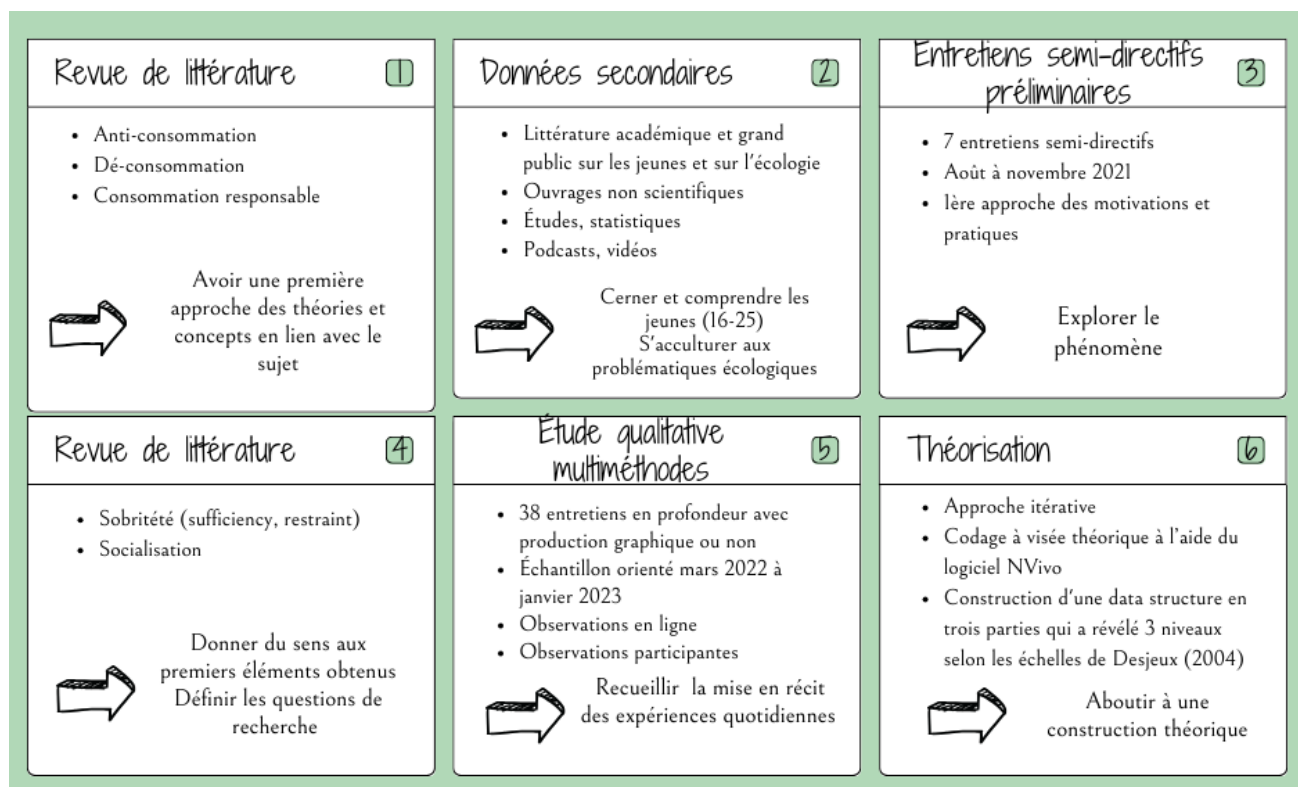 Revue de littérature 1
• Anti-consommation
• Dé-consommation
• Consommation responsable
Avoir une première
approche des théories et
concepts en lien avec le
sujet
Données secondaires 2
• Littérature académique et grand
public sur les jeunes et sur l'écologie
• Ouvrages non scientifiques
• Études, statistiques
• Podcasts, vidéos
Cerner et comprendre les
jeunes (16-25)
S'acculturer aux
problématiques écologiques
Entretiens semi-directifs
préliminaires 3
• 7 entretiens semi-directifs
• Août à novembre 2021
• 1ère approche des motivations et
pratiques
Explorer le
phénomène
Revue de littérature 4
• Sobritété (sufficiency, restraint)
• Socialisation
Donner du sens aux
premiers éléments obtenus
Définir les questions de
recherche
Étude qualitative
multiméthodes 5
• 38 entretiens en profondeur avec
production graphique ou non
• Échantillon orienté mars 2022 à
janvier 2023
• Observations en ligne
• Observations participantes
Recueillir la mise en récit
des expériences quotidiennes
Théorisation 6
• Approche itérative
• Codage à visée théorique à l'aide du
logiciel NVivo
• Construction d'une data structure en
trois parties qui a révélé 3 niveaux
selon les échelles de Desjeux (2004)
Aboutir à une
construction théorique